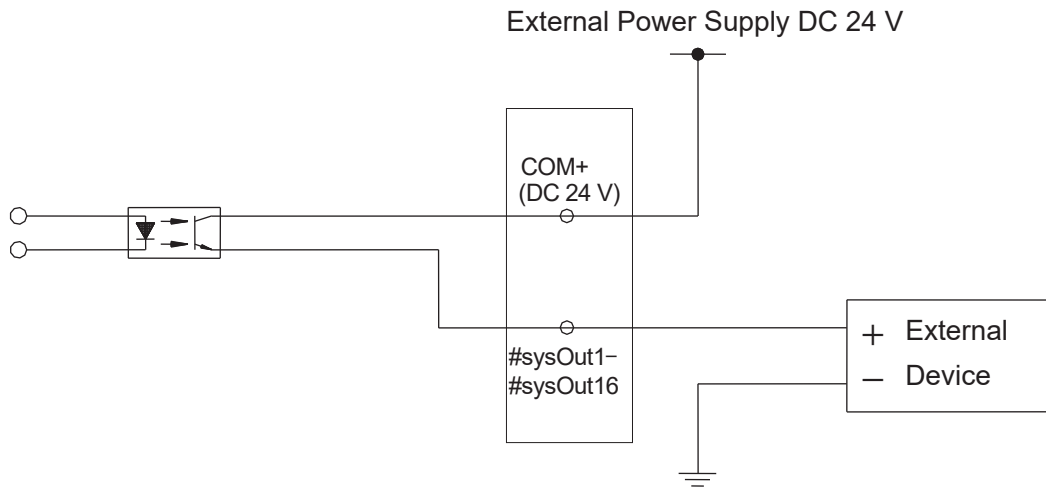 External Power Supply DC 24 V
COM+
(DC 24 V)
#sysOut1−
#sysOut16
+ External
− Device